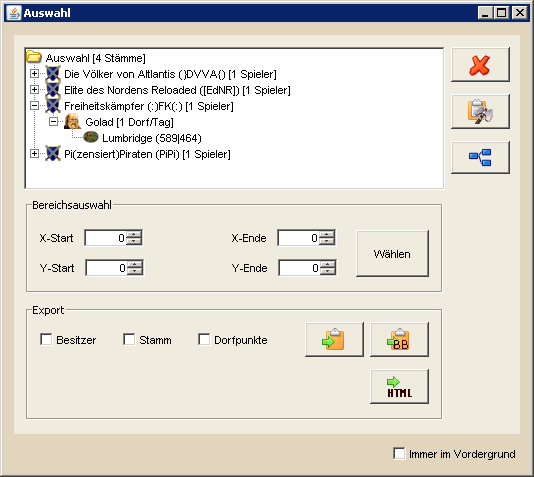 Auswahl
Auswahl [4 Stämme]
Die Völker von Altlantis (}DVVA{) [1 Spieler]
Elite des Nordens Reloaded ([EdNR]) [1 Spieler]
Freiheitskämpfer (:)FK(:) [1 Spieler]
Golad [1 Dorf/Tag]
Lumbridge (589|464)
Pi(zensiert)Piraten (PiPi) [1 Spieler]
Bereichsauswahl
X-Start 0 X-Ende 0
Y-Start 0 Y-Ende 0
Wählen
Export
Besitzer Stamm Dorfpunkte
BB
HTML
Immer im Vordergrund